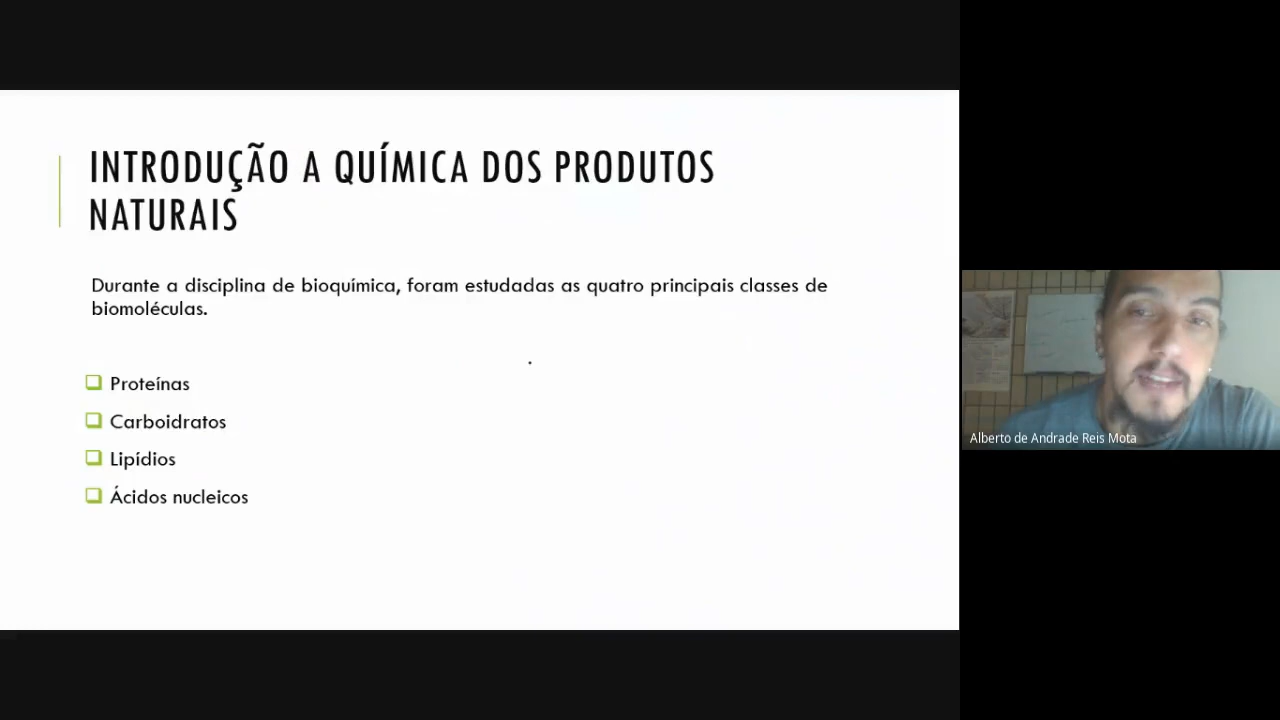 INTRODUÇÃO A QUÍMICA DOS PRODUTOS
NATURAIS
Durante a disciplina de bioquímica, foram estudadas as quatro principais classes de
biomoléculas.
Proteínas
Carboidratos
Lipídios
Ácidos nucleicos
Alberto de Andrade Reis Mota